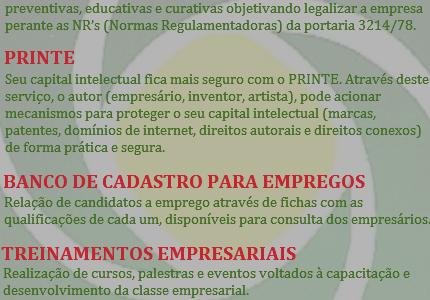 preventivas, educativas e curativas objetivando legalizar a empresa
perante as NR's (Normas Regulamentadoras) da portaria 3214/78.
PRINTE
Seu capital intelectual fica mais seguro com o PRINTE. Através deste
serviço, o autor (empresário, inventor, artista), pode acionar
mecanismos para proteger o seu capital intelectual (marcas,
patentes, domínios de internet, direitos autorais e direitos conexos)
de forma prática e segura.
BANCO DE CADASTRO PARA EMPREGOS
Relação de candidatos a emprego através de fichas com as
qualificações de cada um, disponíveis para consulta dos empresários.
TREINAMENTOS EMPRESARIAIS
Realização de cursos, palestras e eventos voltados à capacitação e
desenvolvimento da classe empresarial.